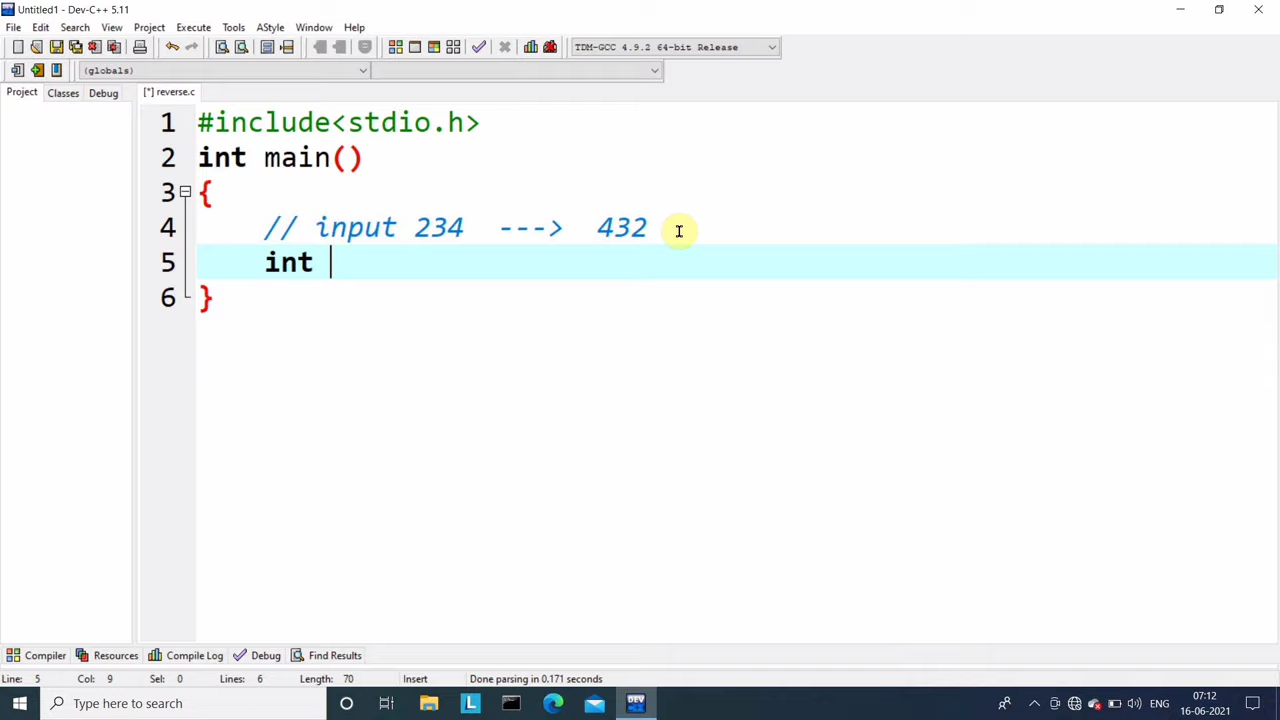 Untitled1 - Dev-C++ 5.11
File Edit Search View Project Execute Tools AStyle Window Help
TDM-GCC 4.9.2 64-bit Release
(globals)
Project Classes Debug [*] reverse.c
1 #include<stdio.h>
2 int main()
3 {
4 // input 234 ---> 432
5 int
6 }
Compiler Resources Compile Log Debug Find Results
Line: 5 Col: 9 Sel: 0 Lines: 6 Length: 70 Insert Done parsing in 0.171 seconds
Type here to search
DEV
ENG
07:12
16-06-2021